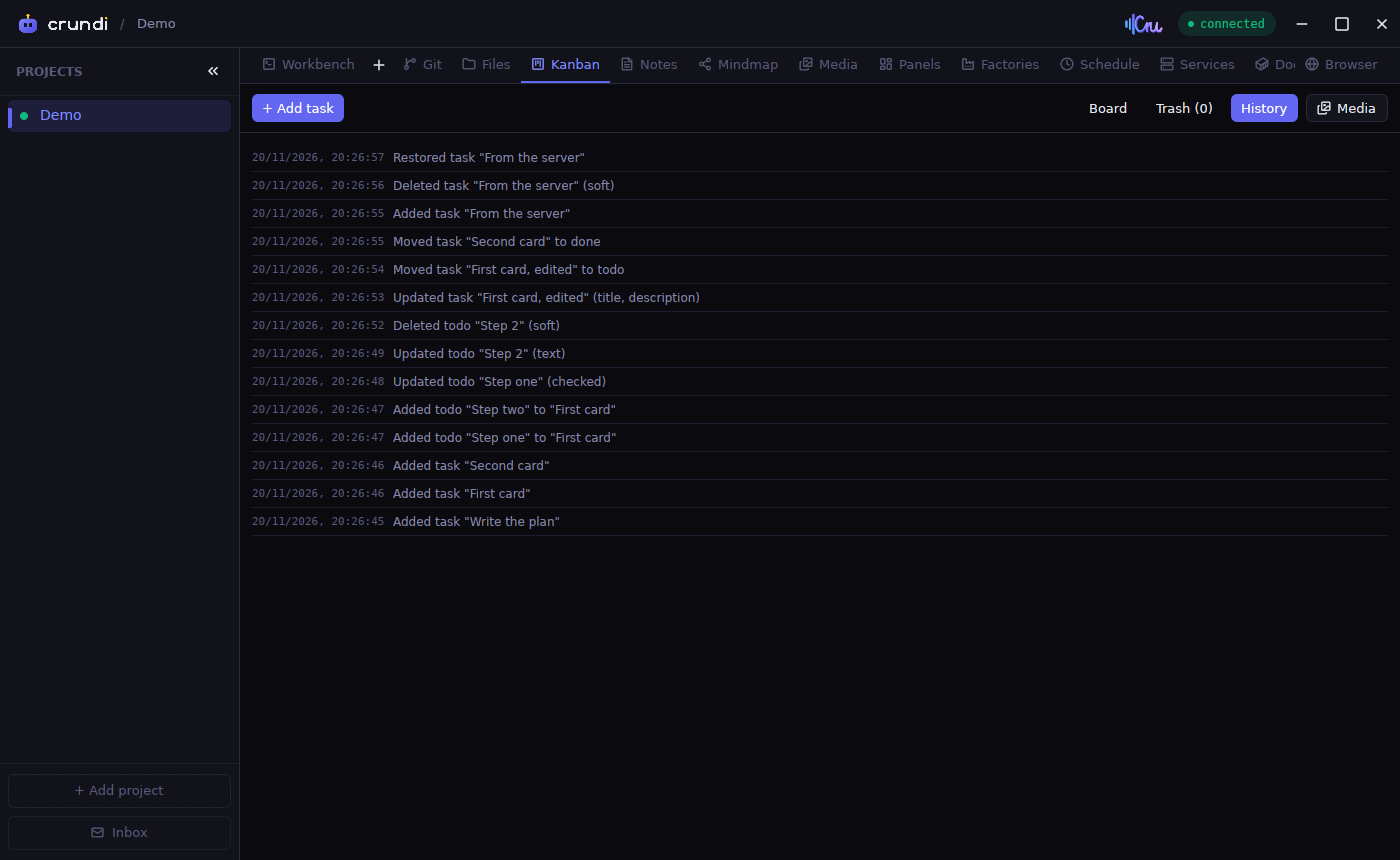 crundi / Demo
Cru
connected
PROJECTS
Workbench + Git Files Kanban Notes Mindmap Media Panels Factories Schedule Services Doc Browser
Demo
+ Add task
Board Trash (0) History Media
20/11/2026, 20:26:57 Restored task "From the server"
20/11/2026, 20:26:56 Deleted task "From the server" (soft)
20/11/2026, 20:26:55 Added task "From the server"
20/11/2026, 20:26:55 Moved task "Second card" to done
20/11/2026, 20:26:54 Moved task "First card, edited" to todo
20/11/2026, 20:26:53 Updated task "First card, edited" (title, description)
20/11/2026, 20:26:52 Deleted todo "Step 2" (soft)
20/11/2026, 20:26:49 Updated todo "Step 2" (text)
20/11/2026, 20:26:48 Updated todo "Step one" (checked)
20/11/2026, 20:26:47 Added todo "Step two" to "First card"
20/11/2026, 20:26:47 Added todo "Step one" to "First card"
20/11/2026, 20:26:46 Added task "Second card"
20/11/2026, 20:26:46 Added task "First card"
20/11/2026, 20:26:45 Added task "Write the plan"
+ Add project
Inbox